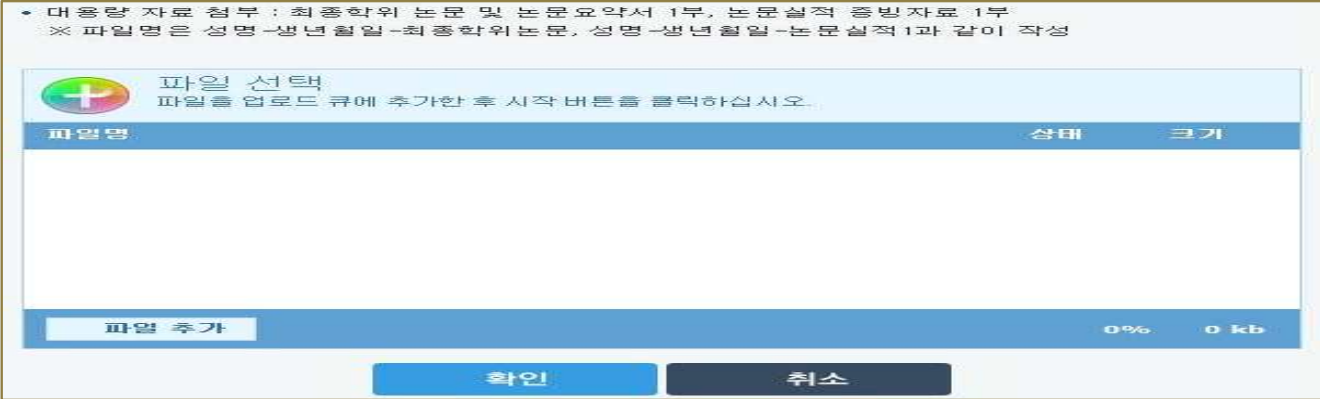 • 대용량 자료 첨부 : 최종학위 논문 및 논문요약서 1부, 논문실적 증빙자료 1부
※ 파일명은 성명-생년월일-최종학위논문, 성명-생년월일-논문실적1과 같이 작성
파일 선택
파일을 업로드 큐에 추가한 후 시작 버튼을 클릭하십시오.
파일명 상태 크기
파일 추가 0% 0 kb
확인 취소